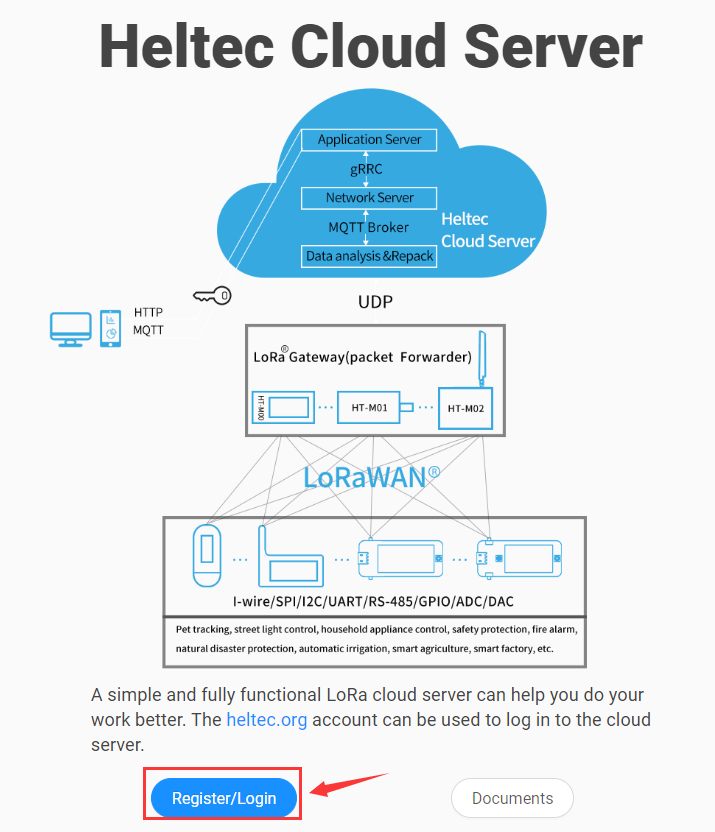 Heltec Cloud Server
Application Server
gRRC
Network Server
MQTT Broker
Data analysis &Repack
Heltec
Cloud Server
UDP
HTTP
MQTT
LoRa® Gateway(packet Forwarder)
HT-M00
HT-M01
HT-M02
LoRaWAN®
I-wire/SPI/I2C/UART/RS-485/GPIO/ADC/DAC
Pet tracking, street light control, household appliance control, safety protection, fire alarm,
natural disaster protection, automatic irrigation, smart agriculture, smart factory, etc.
A simple and fully functional LoRa cloud server can help you do your
work better. The heltec.org account can be used to log in to the cloud
server.
Register/Login
Documents